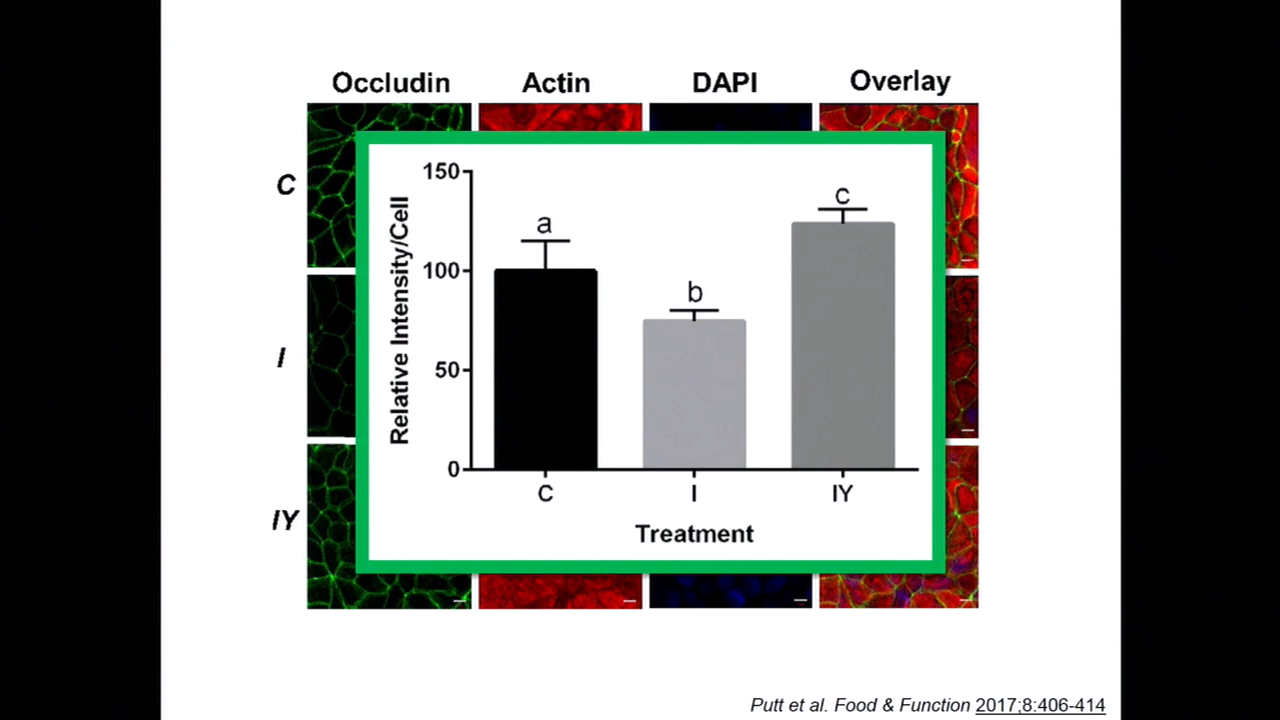 Occludin Actin DAPI Overlay
C
I
IY
150
100
50
0
Relative Intensity/Cell
a
b
c
C I IY
Treatment
Putt et al. Food & Function 2017;8:406-414